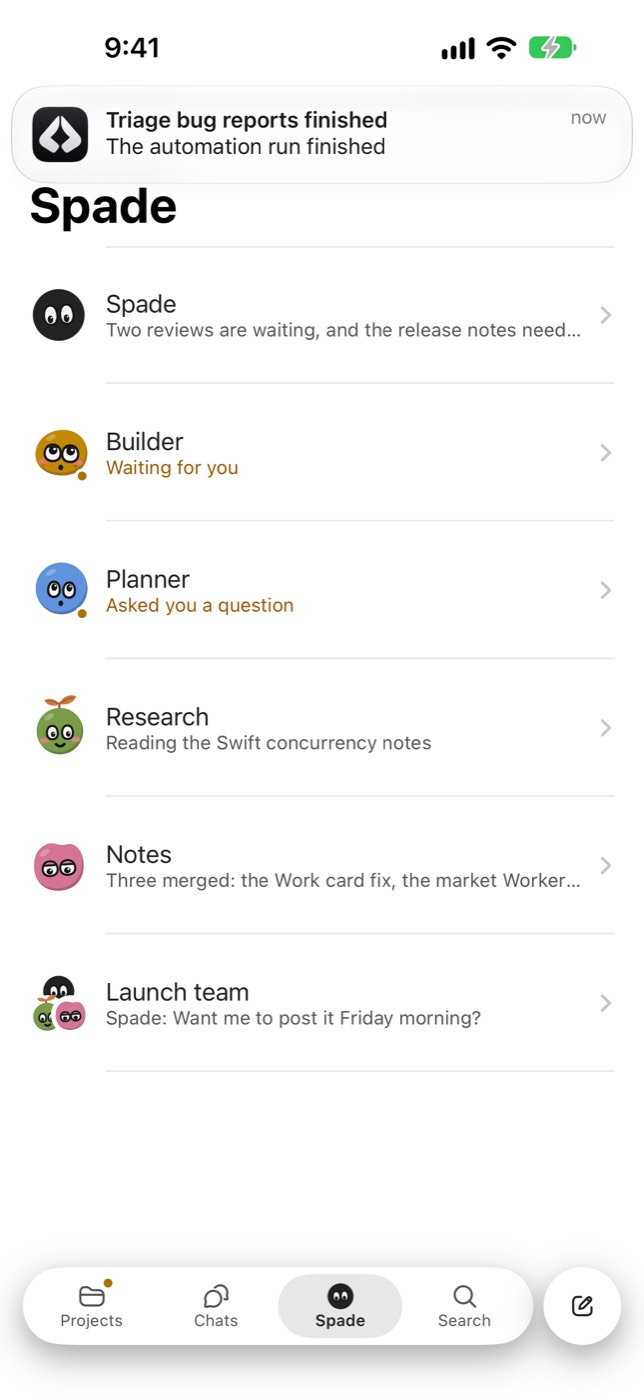 9:41
Triage bug reports finished
now
The automation run finished
Spade
Spade
Two reviews are waiting, and the release notes need...
Builder
Waiting for you
Planner
Asked you a question
Research
Reading the Swift concurrency notes
Notes
Three merged: the Work card fix, the market Worker...
Launch team
Spade: Want me to post it Friday morning?
Projects
Chats
Spade
Search